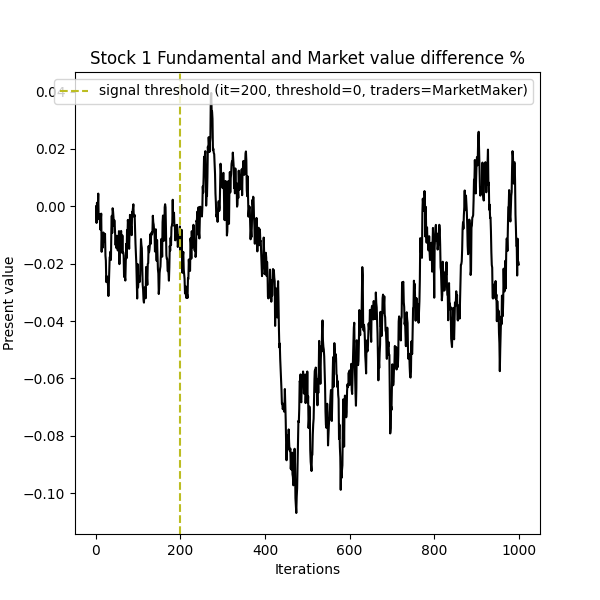 Stock 1 Fundamental and Market value difference %
signal threshold (it=200, threshold=0, traders=MarketMaker)
0.04
0.02
0.00
−0.02
−0.04
−0.06
−0.08
−0.10
Present value
0 200 400 600 800 1000
Iterations